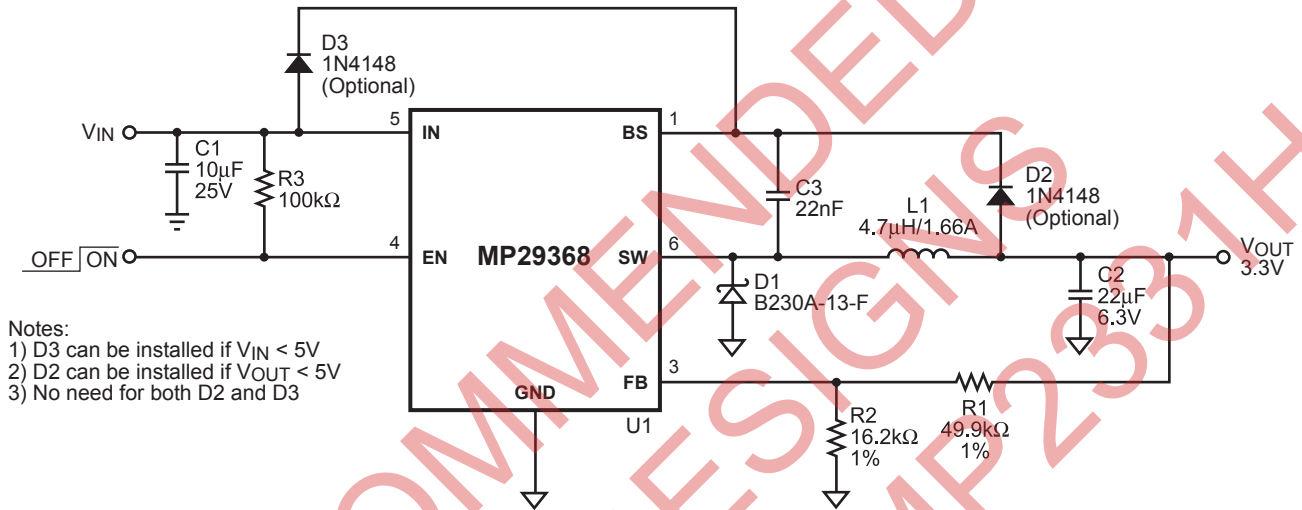 D3
1N4148
(Optional)
VIN
5
IN
BS
1
C1
10μF
25V
R3
100kΩ
C3
22nF
D2
1N4148
(Optional)
L1
4.7μH/1.66A
OFF ON
4
EN
MP29368
SW
6
VOUT
3.3V
D1
B230A-13-F
C2
22μF
6.3V
Notes:
1) D3 can be installed if VIN < 5V
2) D2 can be installed if VOUT < 5V
3) No need for both D2 and D3
GND
FB
3
U1
R2
16.2kΩ
1%
R1
49.9kΩ
1%
OMMENDED
ESIGNS
MP2331H